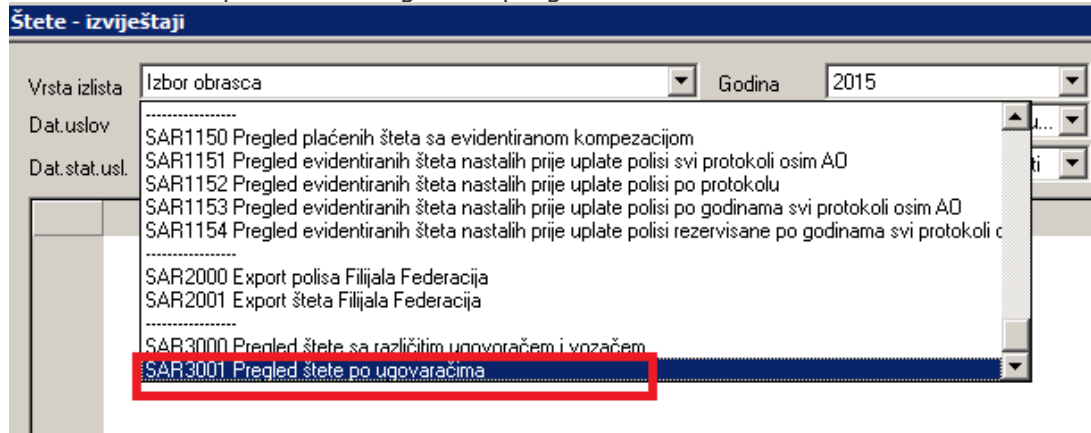 Štete - izviještaji
Vrsta izlista Izbor obrasca Godina 2015
Dat.uslov
Dat.stat.usl.
----------------
SAR1150 Pregled plaćenih šteta sa evidentiranom kompezacijom
SAR1151 Pregled evidentiranih šteta nastalih prije uplate polisi svi protokoli osim AO
SAR1152 Pregled evidentiranih šteta nastalih prije uplate polisi po protokolu
SAR1153 Pregled evidentiranih šteta nastalih prije uplate polisi po godinama svi protokoli osim AO
SAR1154 Pregled evidentiranih šteta nastalih prije uplate polisi rezervisane po godinama svi protokoli
----------------
SAR2000 Export polisa Filijala Federacija
SAR2001 Export šteta Filijala Federacija
----------------
SAR3000 Pregled štete sa različitim ugovoračem i vozačem
SAR3001 Pregled štete po ugovaračima